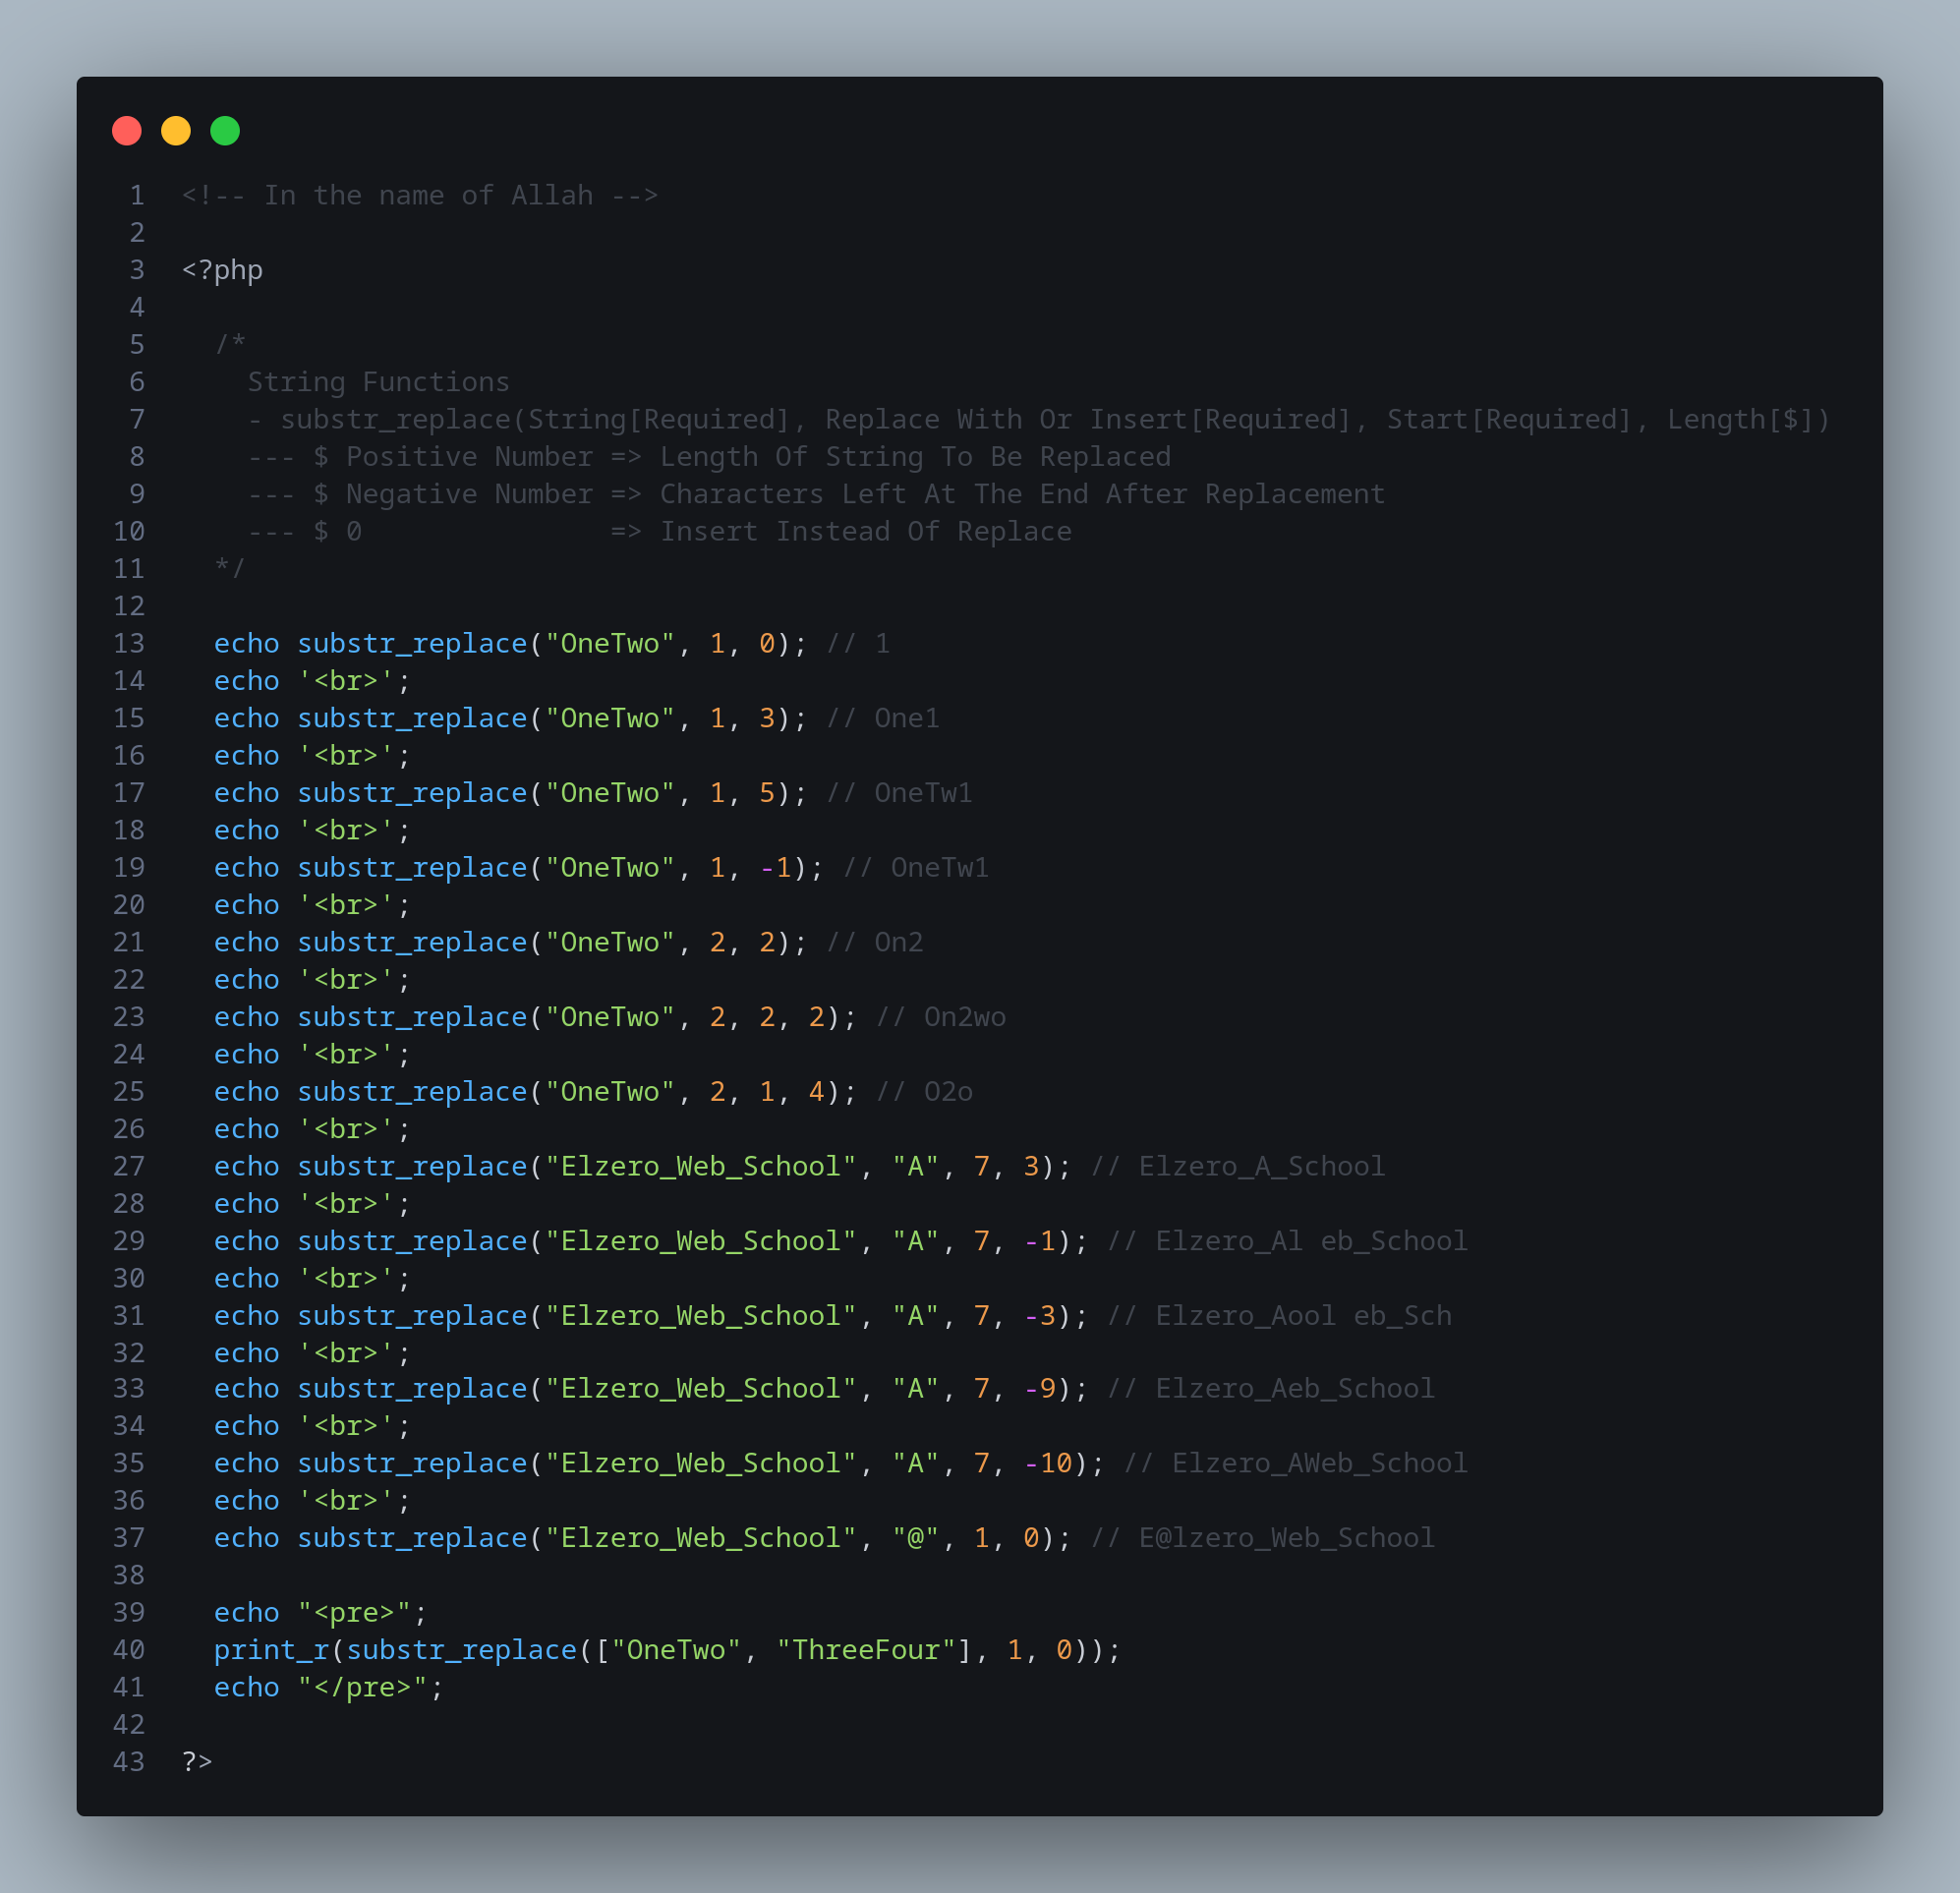 1 <!-- In the name of Allah -->
2
3 <?php
4
5   /*
6     String Functions
7     - substr_replace(String[Required], Replace With Or Insert[Required], Start[Required], Length[$])
8     --- $ Positive Number => Length Of String To Be Replaced
9     --- $ Negative Number => Characters Left At The End After Replacement
10     --- $ 0               => Insert Instead Of Replace
11   */
12
13   echo substr_replace("OneTwo", 1, 0); // 1
14   echo '<br>';
15   echo substr_replace("OneTwo", 1, 3); // One1
16   echo '<br>';
17   echo substr_replace("OneTwo", 1, 5); // OneTw1
18   echo '<br>';
19   echo substr_replace("OneTwo", 1, -1); // OneTw1
20   echo '<br>';
21   echo substr_replace("OneTwo", 2, 2); // On2
22   echo '<br>';
23   echo substr_replace("OneTwo", 2, 2, 2); // On2wo
24   echo '<br>';
25   echo substr_replace("OneTwo", 2, 1, 4); // O2o
26   echo '<br>';
27   echo substr_replace("Elzero_Web_School", "A", 7, 3); // Elzero_A_School
28   echo '<br>';
29   echo substr_replace("Elzero_Web_School", "A", 7, -1); // Elzero_Al eb_School
30   echo '<br>';
31   echo substr_replace("Elzero_Web_School", "A", 7, -3); // Elzero_Aool eb_Sch
32   echo '<br>';
33   echo substr_replace("Elzero_Web_School", "A", 7, -9); // Elzero_Aeb_School
34   echo '<br>';
35   echo substr_replace("Elzero_Web_School", "A", 7, -10); // Elzero_AWeb_School
36   echo '<br>';
37   echo substr_replace("Elzero_Web_School", "@", 1, 0); // E@lzero_Web_School
38
39   echo "<pre>";
40   print_r(substr_replace(["OneTwo", "ThreeFour"], 1, 0));
41   echo "</pre>";
42
43 ?>